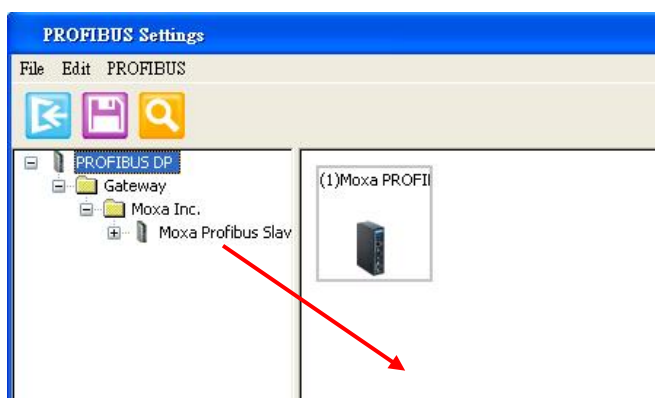 PROFIBUS Settings
File Edit PROFIBUS
PROFIBUS DP
Gateway
Moxa Inc.
Moxa Profibus Slav
(1)Moxa PROFI